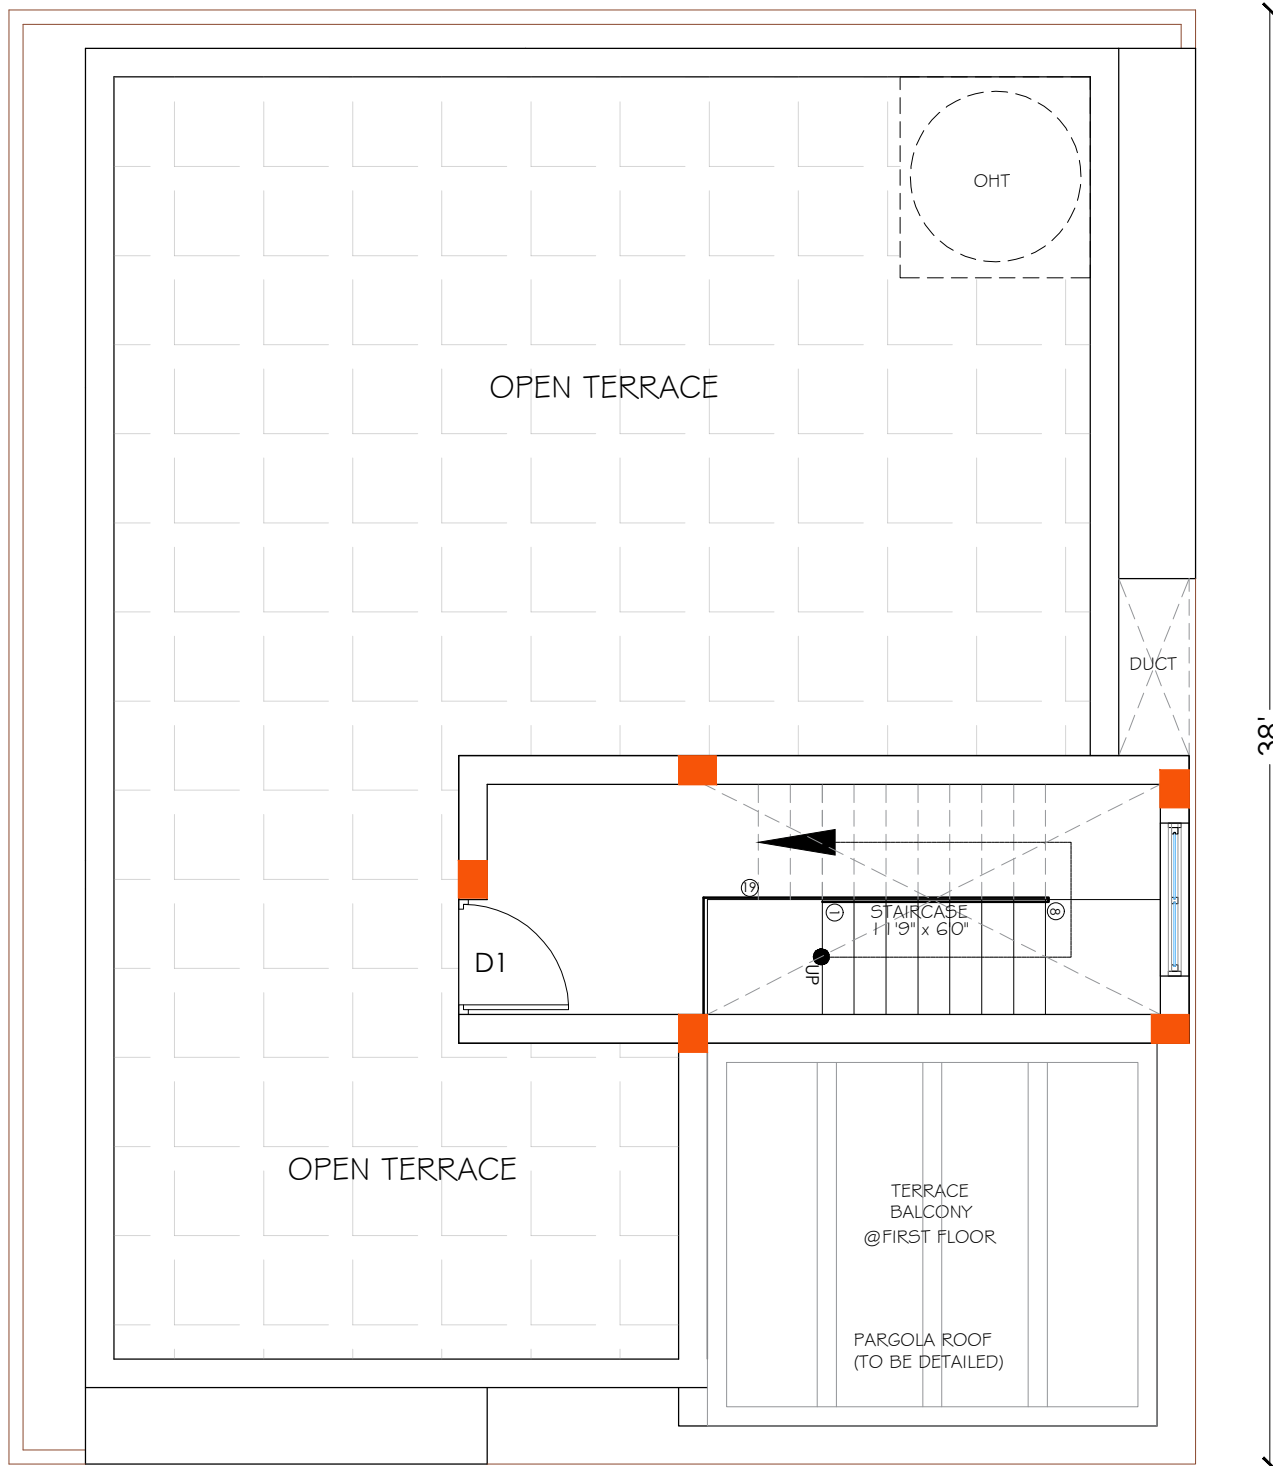 OHT
OPEN TERRACE
38'
DUCT
19
1
STAIRCASE
8
11'9" x 6'0"
D1
UP
OPEN TERRACE
TERRACE
BALCONY
@FIRST FLOOR
PARGOLA ROOF
(TO BE DETAILED)